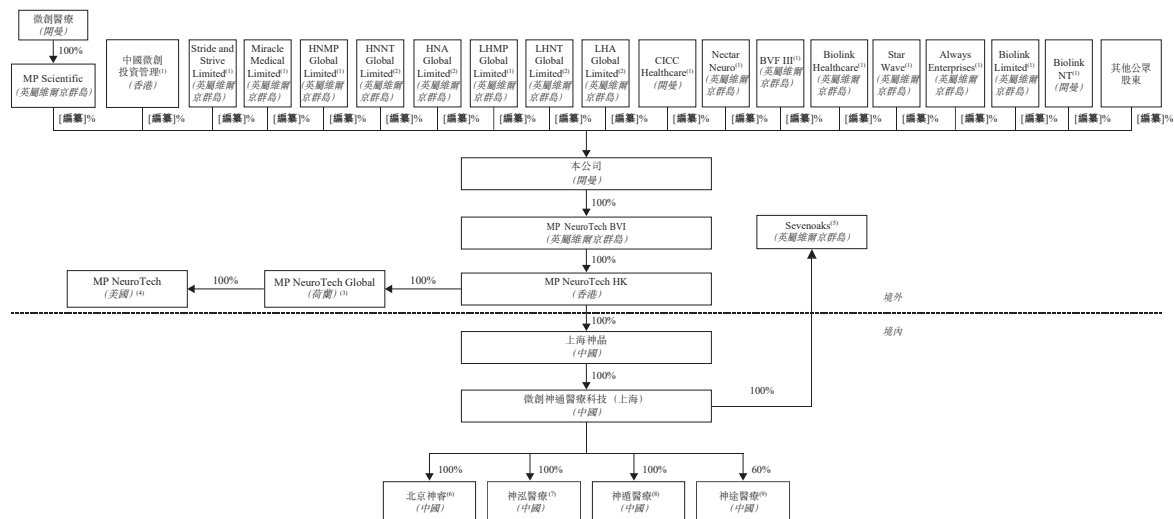 微創醫療
(開曼)
100%
MP Scientific
(英屬維爾京群島)
中國微創
投資管理(1)
(香港)
Stride and
Strive Limited(1)
(英屬維爾
京群島)
Miracle
Medical
Limited(1)
(英屬維爾
京群島)
HNMP
Global
Limited(1)
(英屬維爾
京群島)
HNNT
Global
Limited(2)
(英屬維爾
京群島)
HNA
Global
Limited(2)
(英屬維爾
京群島)
LHMP
Global
Limited(1)
(英屬維爾
京群島)
LHNT
Global
Limited(2)
(英屬維爾
京群島)
LHA
Global
Limited(2)
(英屬維爾
京群島)
CICC
Healthcare(1)
(開曼)
Nectar
Neuro(1)
(英屬維爾
京群島)
BVF III(1)
(英屬維爾
京群島)
Biolink
Healthcare(1)
(英屬維爾
京群島)
Star
Wave(1)
(英屬維爾
京群島)
Always
Enterprises(1)
(英屬維爾
京群島)
Biolink
Limited(1)
(英屬維爾
京群島)
Biolink
NT(1)
(開曼)
其他公眾
股東
[編纂]% [編纂]% [編纂]% [編纂]% [編纂]% [編纂]% [編纂]% [編纂]% [編纂]% [編纂]% [編纂]% [編纂]% [編纂]% [編纂]% [編纂]% [編纂]% [編纂]% [編纂]% [編纂]%
本公司
(開曼)
100%
MP NeuroTech BVI
(英屬維爾京群島)
Sevenoaks(5)
(英屬維爾京群島)
100%
MP NeuroTech
(美國)(4)
100%
MP NeuroTech Global
(荷蘭)(3)
100%
MP NeuroTech HK
(香港)
境外
100%
境內
上海神晶
(中國)
100%
微創神通醫療科技（上海）
(中國)
100%
100%
100%
100%
60%
北京神睿(6)
(中國)
神泓醫療(7)
(中國)
神遁醫療(8)
(中國)
神途醫療(9)
(中國)